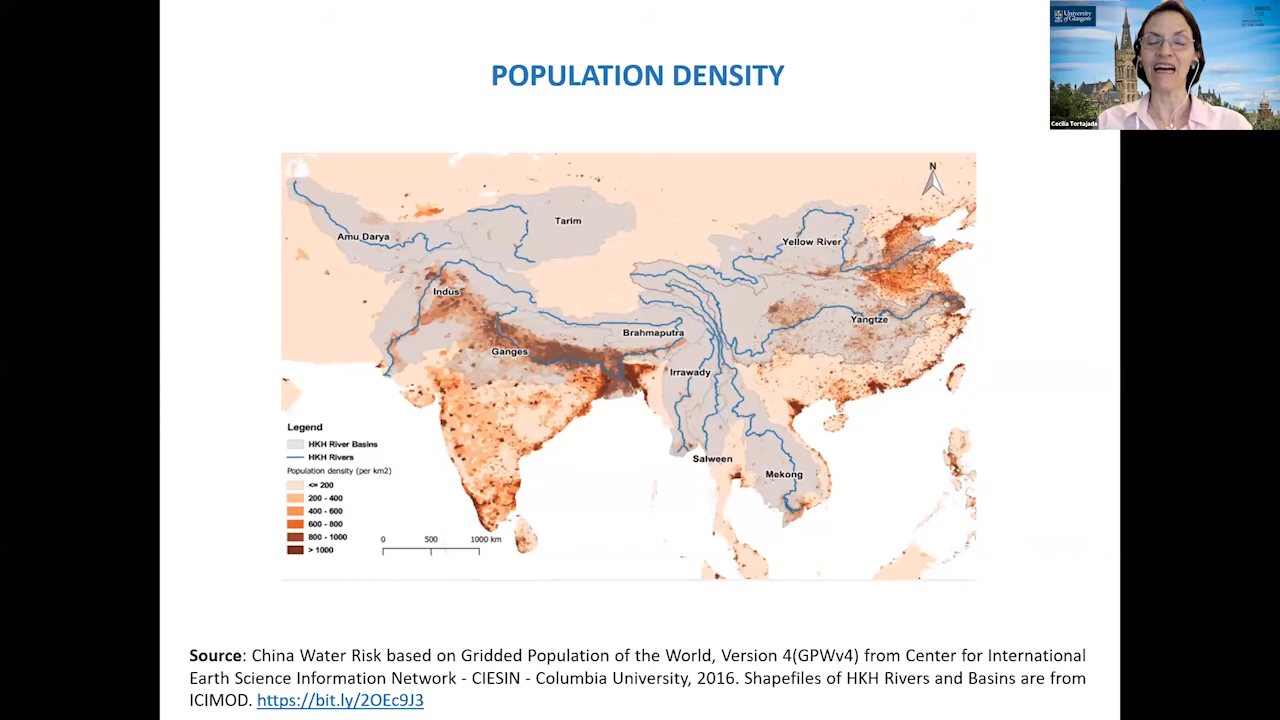 POPULATION DENSITY
University
of Glasgow
Cecilia Tortajada
N
Tarim
Amu Darya
Yellow River
Indus
Yangtze
Brahmaputra
Ganges
Irrawady
Salween
Mekong
Legend
HKH River Basins
HKH Rivers
Population density (per km2)
<= 200
200 - 400
400 - 600
600 - 800
800 - 1000
> 1000
0 500 1000 km
Source: China Water Risk based on Gridded Population of the World, Version 4(GPWv4) from Center for International
Earth Science Information Network - CIESIN - Columbia University, 2016. Shapefiles of HKH Rivers and Basins are from
ICIMOD. https://bit.ly/2OEc9J3